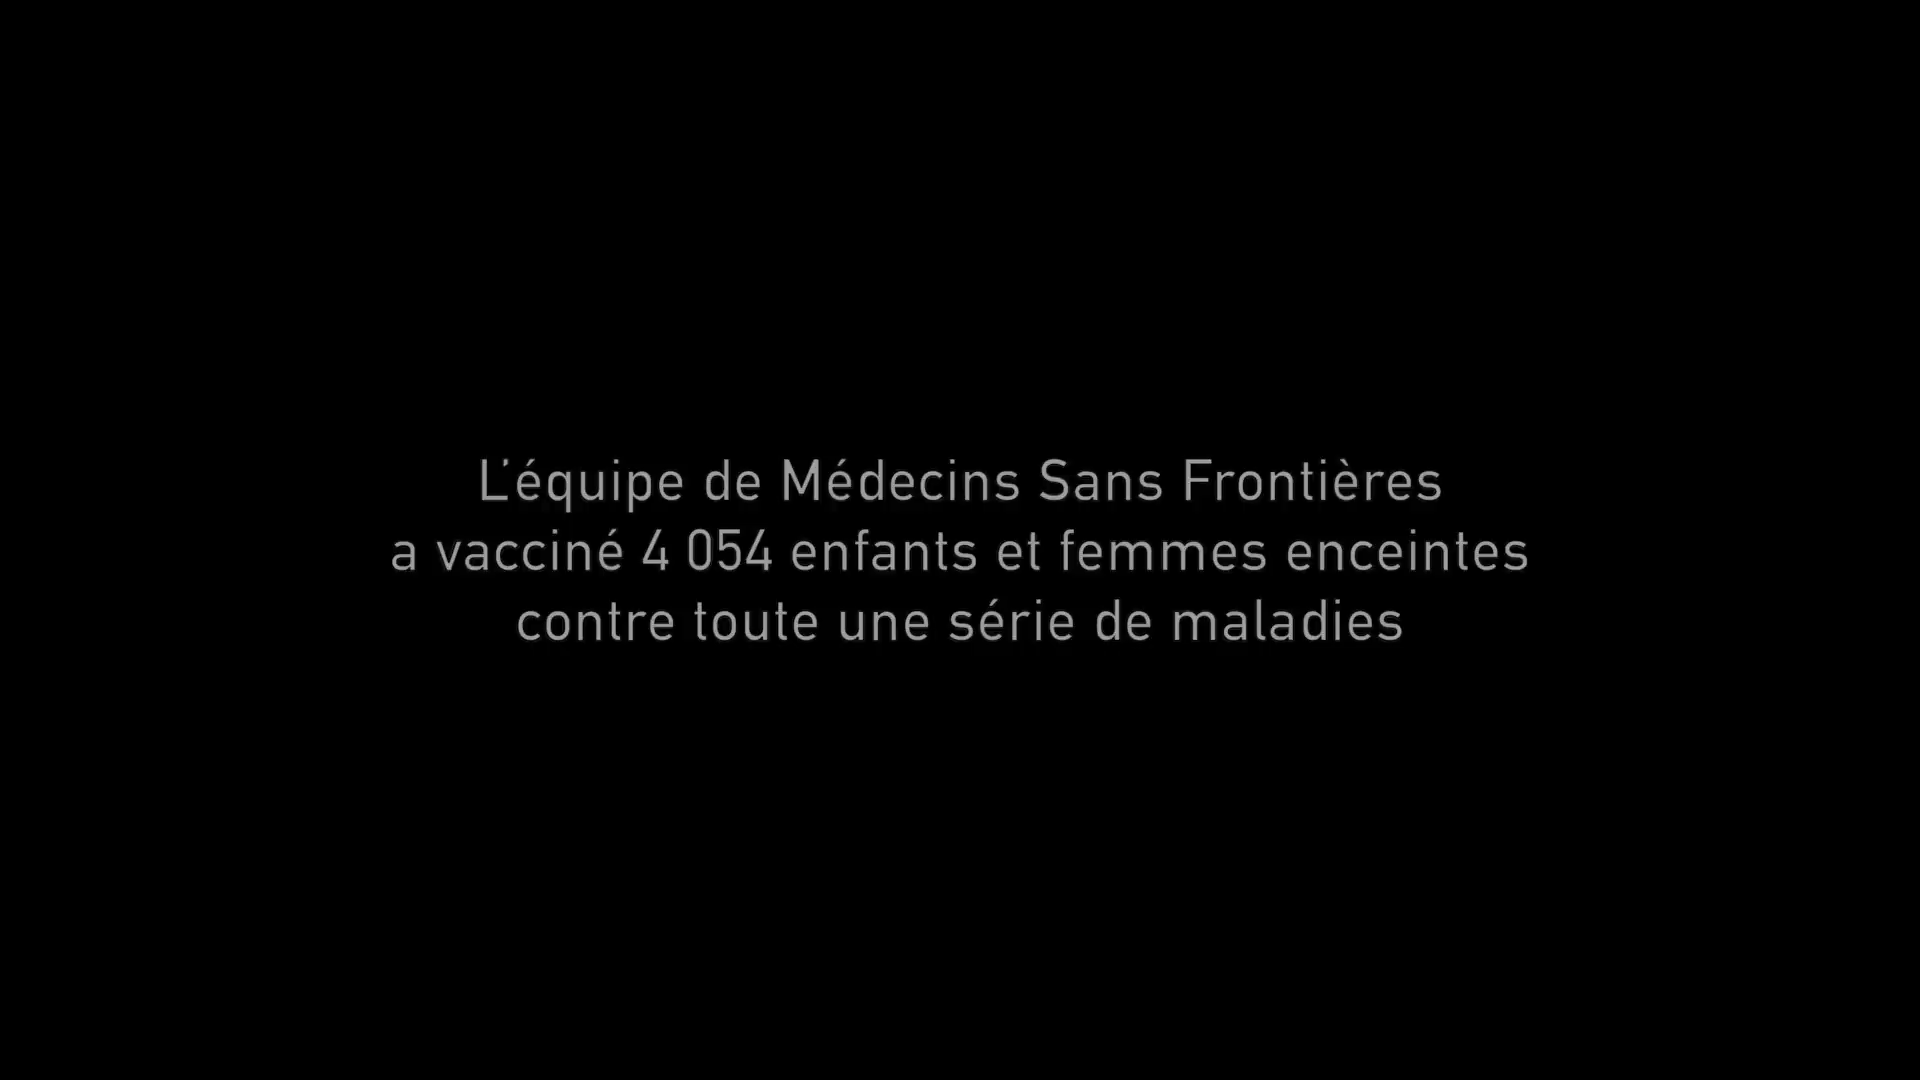 L’équipe de Médecins Sans Frontières
a vacciné 4 054 enfants et femmes enceintes
contre toute une série de maladies